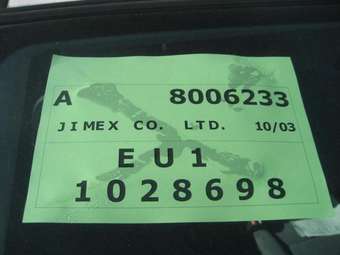 A 8006233
JIMEX CO. LTD. 10/03
EU1
1028698